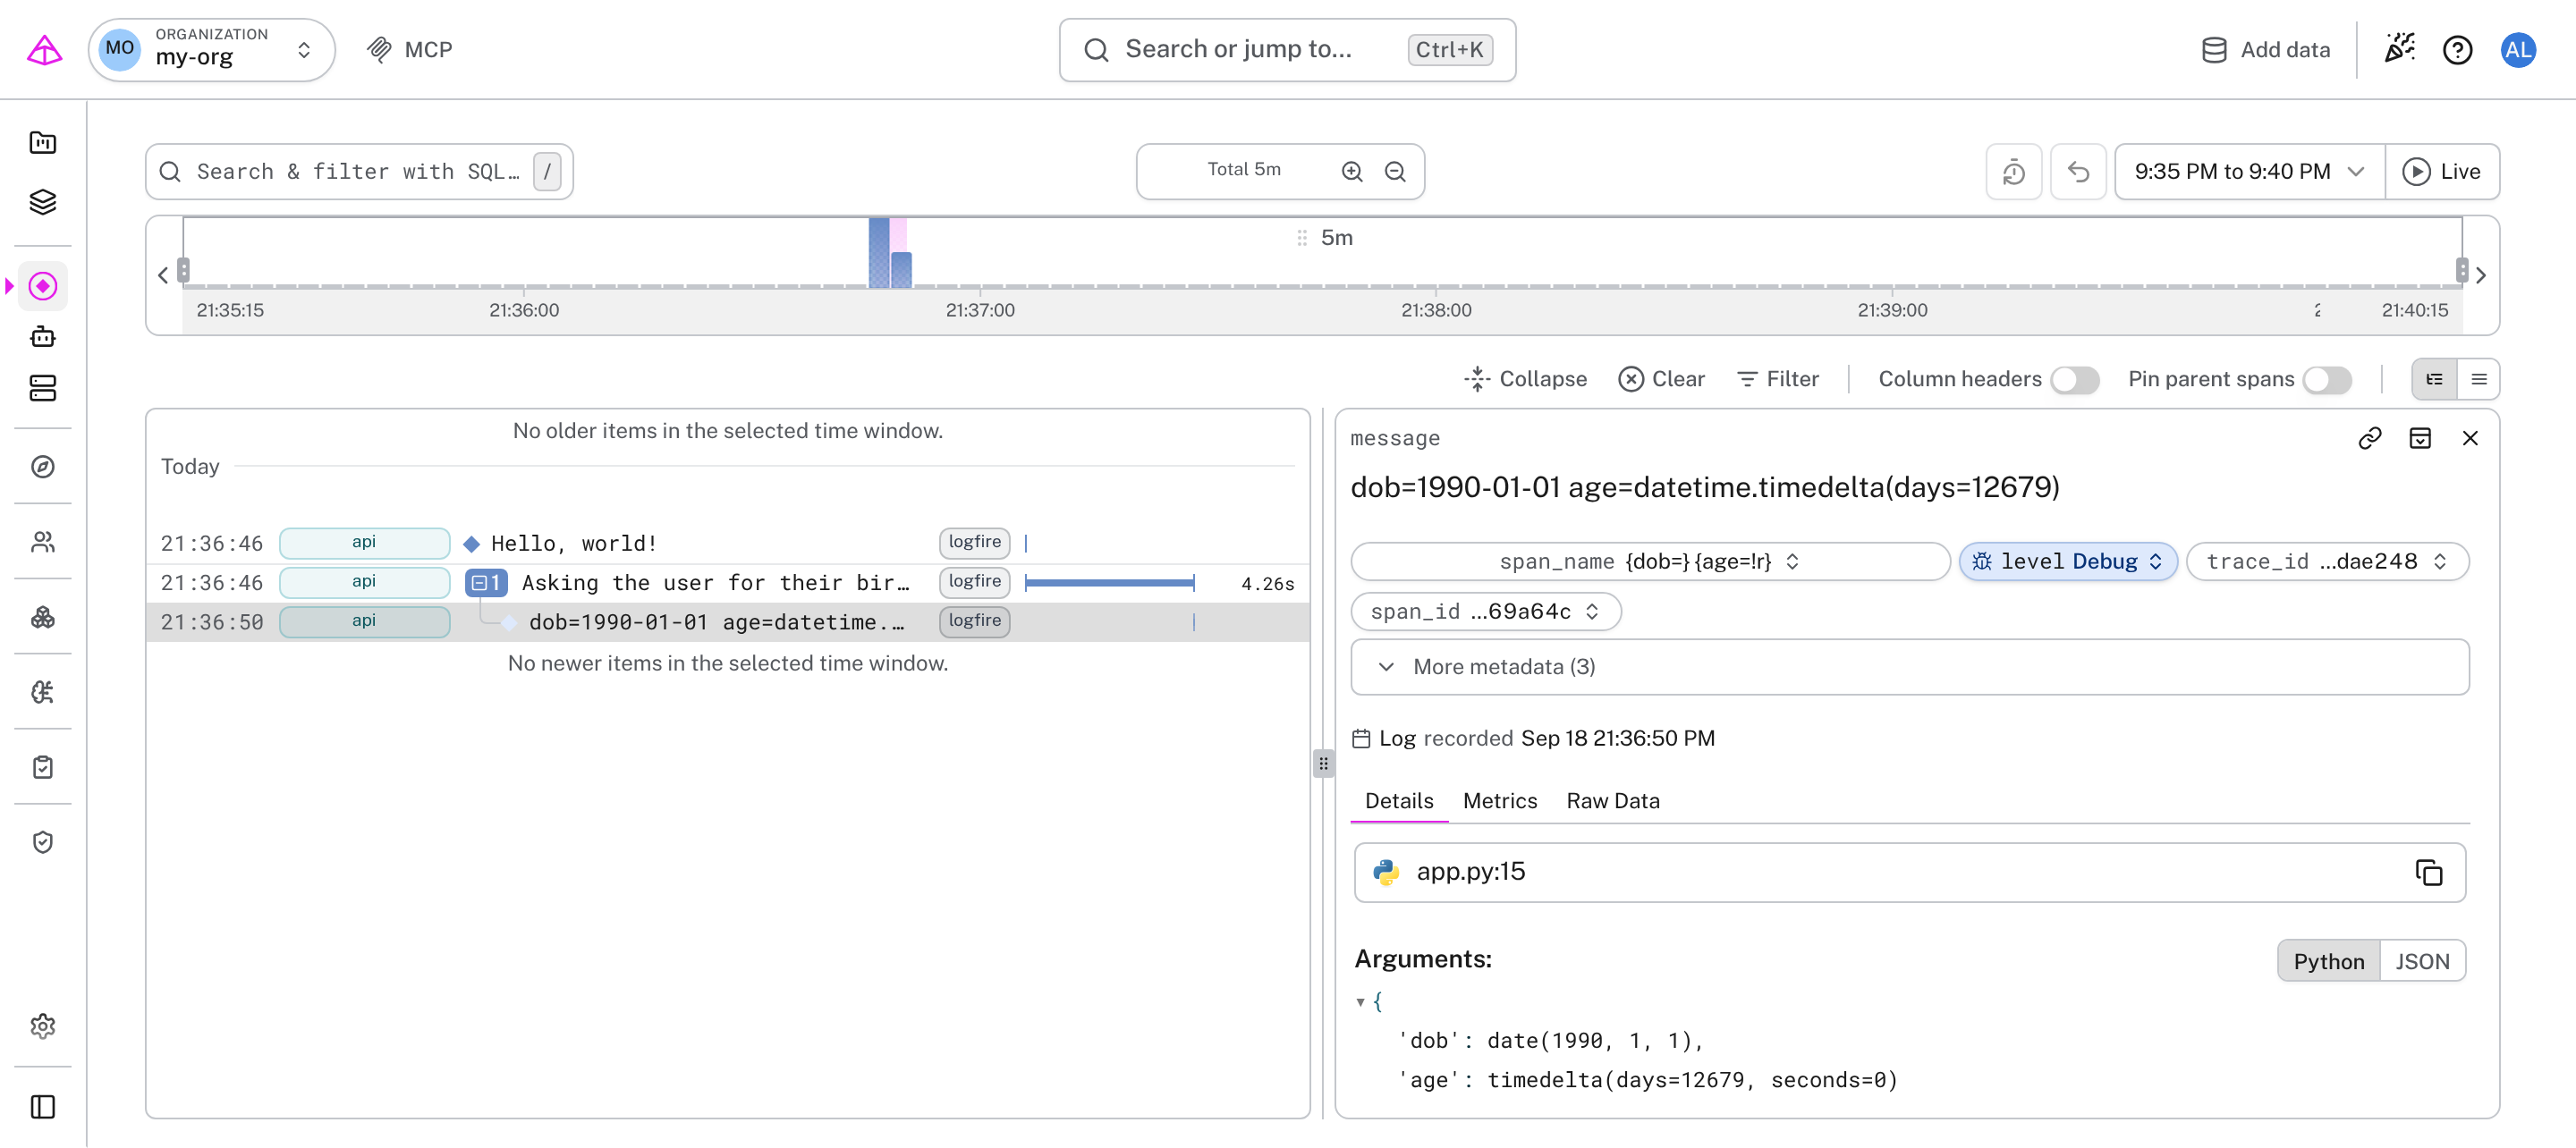 MO
ORGANIZATION
my-org
MCP
Search or jump to...
Ctrl+K
Add data
AL
Search & filter with SQL…
/
Total 5m
9:35 PM to 9:40 PM
Live
5m
21:35:15
21:36:00
21:37:00
21:38:00
21:39:00
21:40:15
Collapse
Clear
Filter
Column headers
Pin parent spans
No older items in the selected time window.
Today
21:36:46 api Hello, world! logfire
21:36:46 api 1 Asking the user for their bir… logfire 4.26s
21:36:50 api dob=1990-01-01 age=datetime.… logfire
No newer items in the selected time window.
message
dob=1990-01-01 age=datetime.timedelta(days=12679)
span_name {dob=} {age=!r}
level Debug
trace_id ...dae248
span_id ...69a64c
More metadata (3)
Log recorded Sep 18 21:36:50 PM
Details
Metrics
Raw Data
app.py:15
Arguments:
Python
JSON
{
'dob': date(1990, 1, 1),
'age': timedelta(days=12679, seconds=0)